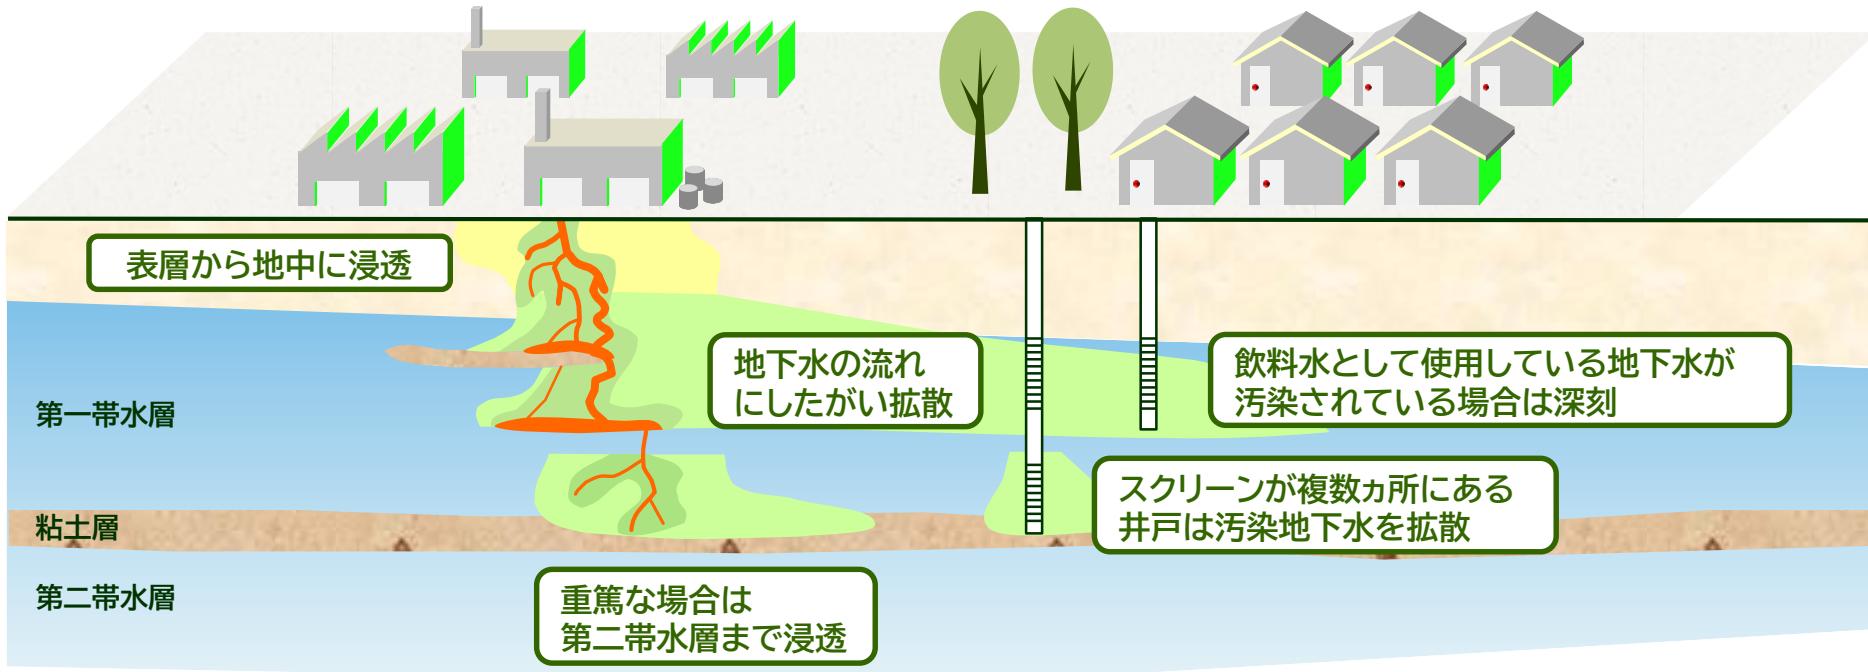 表層から地中に浸透
地下水の流れ
にしたがい拡散
飲料水として使用している地下水が
汚染されている場合は深刻
第一帯水層
スクリーンが複数ヵ所にある
井戸は汚染地下水を拡散
粘土層
第二帯水層
重篤な場合は
第二帯水層まで浸透